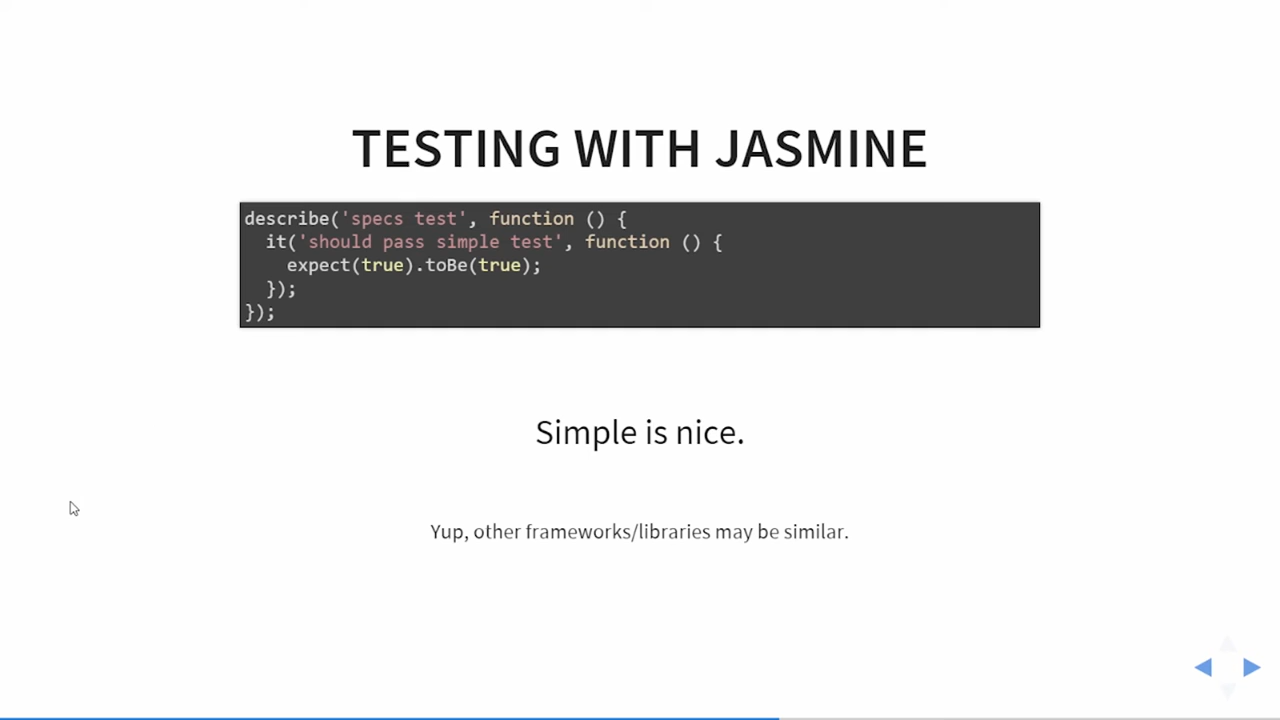 TESTING WITH JASMINE
describe('specs test', function () {
  it('should pass simple test', function () {
    expect(true).toBe(true);
  });
});
Simple is nice.
Yup, other frameworks/libraries may be similar.